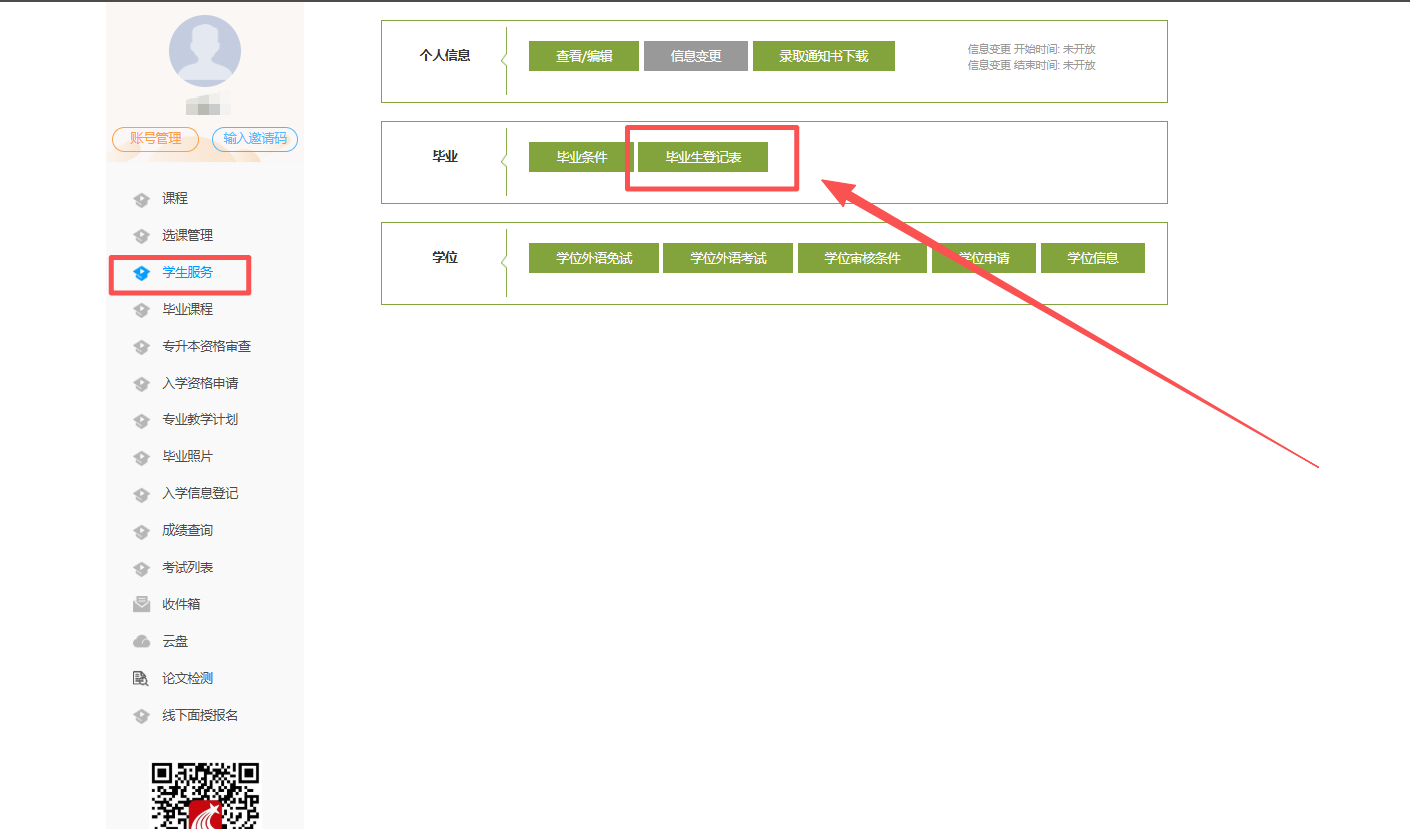 账号管理 输入邀请码
课程
选课管理
学生服务
毕业课程
专升本资格审查
入学资格申请
专业教学计划
毕业照片
入学信息登记
成绩查询
考试列表
收件箱
云盘
论文检测
线下面授报名
个人信息 查看/编辑 信息变更 录取通知书下载
信息变更 开始时间: 未开放
信息变更 结束时间: 未开放
毕业 毕业条件 毕业生登记表
学位 学位外语免试 学位外语考试 学位审核条件 学位申请 学位信息